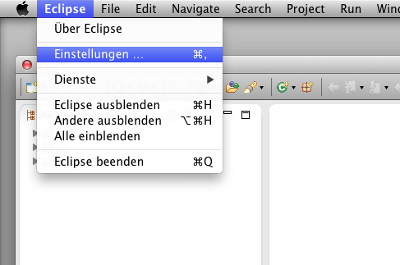 Eclipse File Edit Navigate Search Project Run
Über Eclipse
Einstellungen ... ⌘,
Dienste ▶
Eclipse ausblenden ⌘H
Andere ausblenden ⌥⌘H
Alle einblenden
Eclipse beenden ⌘Q